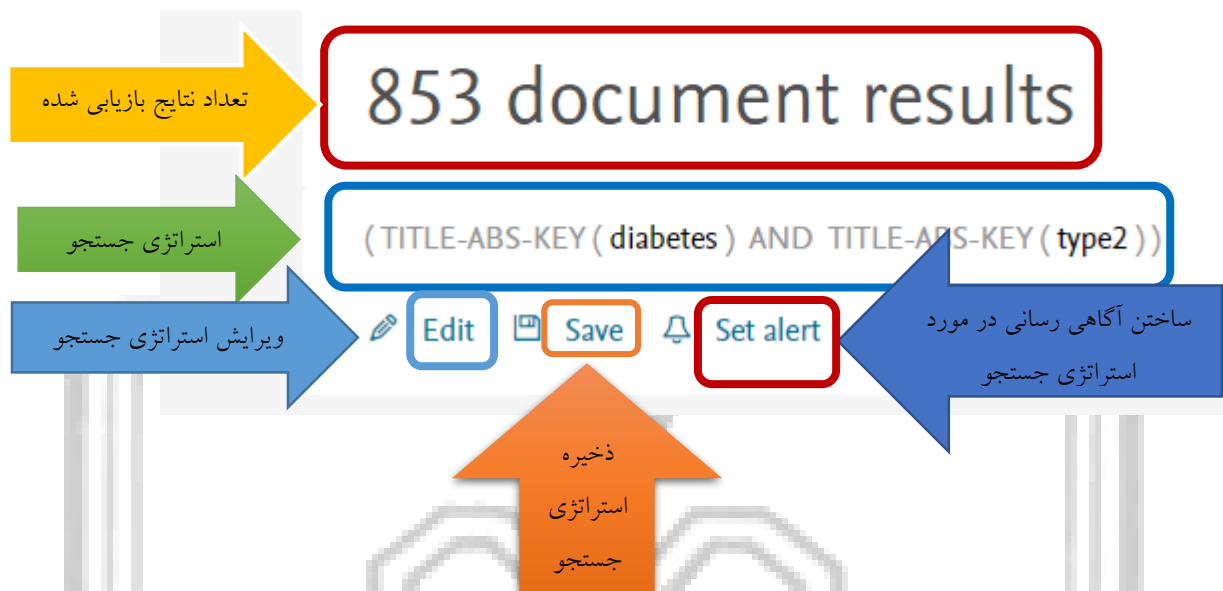 853 document results
تعداد نتایج بازیابی شده
( TITLE-ABS-KEY ( diabetes ) AND TITLE-ABS-KEY ( type2 ) )
استراتژی جستجو
Edit Save Set alert
ویرایش استراتژی جستجو
ساختن آگاهی رسانی در مورد
استراتژی جستجو
ذخیره
استراتژی
جستجو